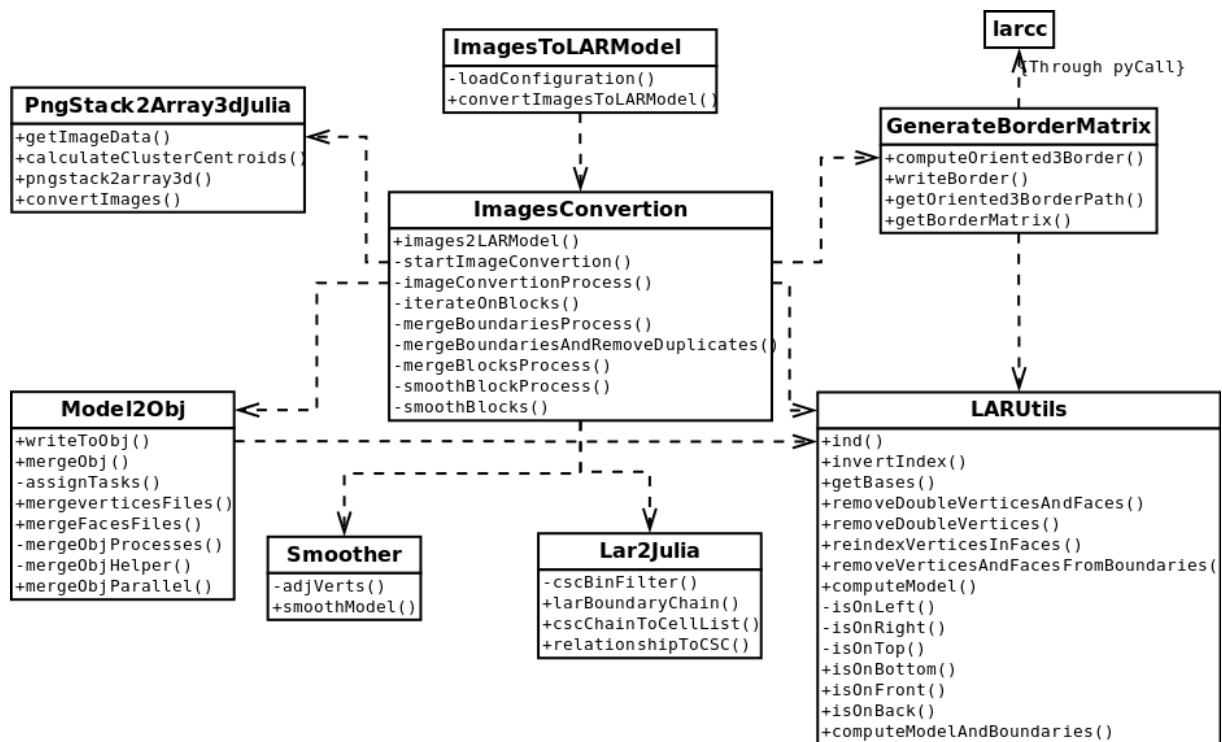 larcc
{Through pyCall}
ImagesToLARModel
-loadConfiguration()
+convertImagesToLARModel()
PngStack2Array3dJulia
+getImageData()
+calculateClusterCentroids()
+pngstack2array3d()
+convertImages()
GenerateBorderMatrix
+computeOriented3Border()
+writeBorder()
+getOriented3BorderPath()
+getBorderMatrix()
ImagesConvertion
+images2LARModel()
-startImageConvertion()
-imageConvertionProcess()
-iterateOnBlocks()
-mergeBoundariesProcess()
-mergeBoundariesAndRemoveDuplicates()
-mergeBlocksProcess()
-smoothBlockProcess()
-smoothBlocks()
Model2Obj
+writeToObj()
+mergeObj()
-assignTasks()
+mergeverticesFiles()
+mergeFacesFiles()
-mergeObjProcesses()
-mergeObjHelper()
+mergeObjParallel()
Smoother
-adjVerts()
+smoothModel()
Lar2Julia
-cscBinFilter()
+larBoundaryChain()
+cscChainToCellList()
+relationshipToCSC()
LARUtils
+ind()
+invertIndex()
+getBases()
+removeDoubleVerticesAndFaces()
+removeDoubleVertices()
+reindexVerticesInFaces()
+removeVerticesAndFacesFromBoundaries(
+computeModel()
-isOnLeft()
-isOnRight()
-isOnTop()
+isOnBottom()
+isOnFront()
+isOnBack()
+computeModelAndBoundaries()